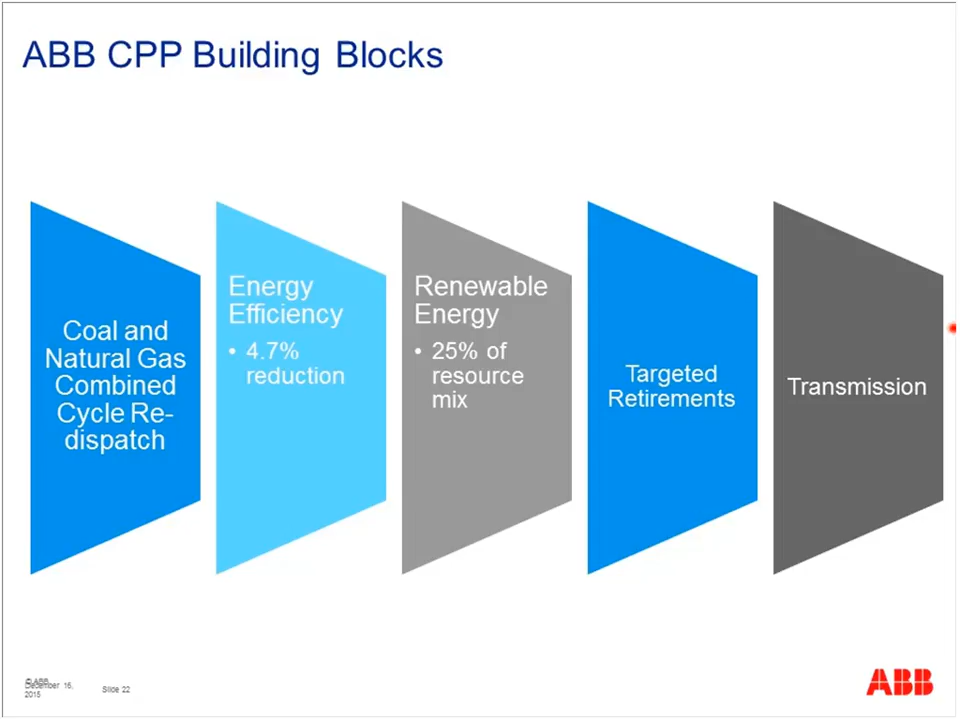 ABB CPP Building Blocks
Coal and
Natural Gas
Combined
Cycle Re-
dispatch
Energy
Efficiency
• 4.7%
reduction
Renewable
Energy
• 25% of
resource
mix
Targeted
Retirements
Transmission
© ABB
December 16,
2015
Slide 22
ABB